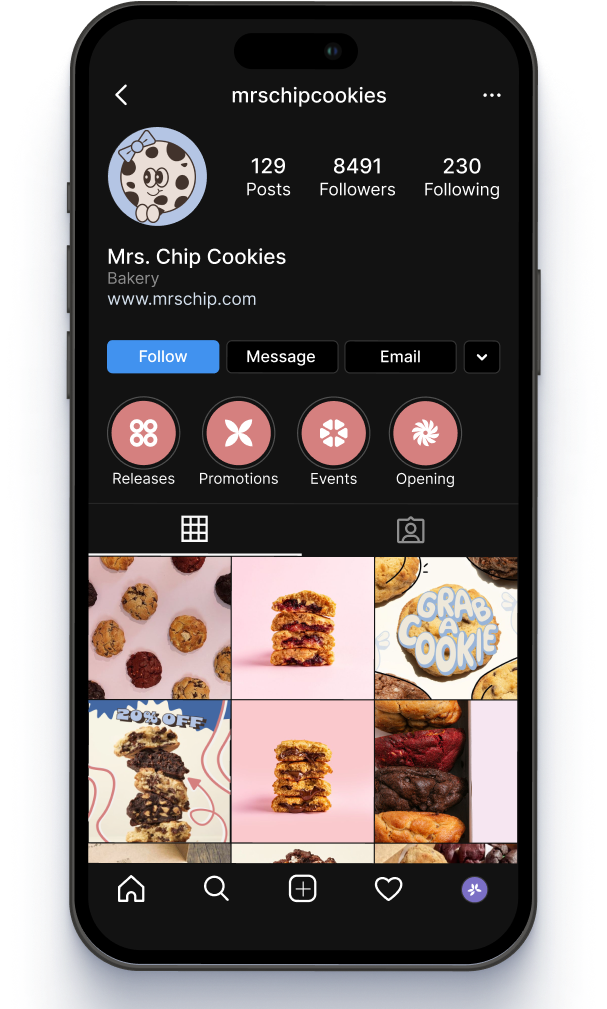 mrschipcookies
129 8491 230
Posts Followers Following
Mrs. Chip Cookies
Bakery
www.mrschip.com
Follow Message Email
Releases Promotions Events Opening
GRAB
A
COOKIE
20% OFF